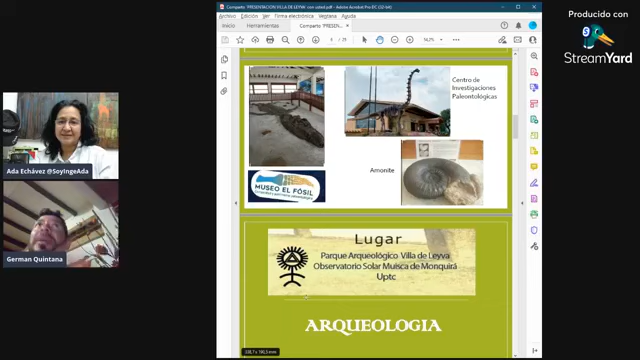 Producido con
StreamYard
Comparto 'PRESENTACION VILLA DE LEYVA' con usted.pdf - Adobe Acrobat Pro DC (32-bit)
Archivo Edición Ver Firma electrónica Ventana Ayuda
Inicio Herramientas
Centro de
Investigaciones
Paleontológicas
Amonite
MUSEO EL FÓSIL
Ada Echávez @SoyIngeAda
German Quintana
Lugar
Parque Arqueológico Villa de Leyva
Observatorio Solar Muisca de Monquirá
Uptc
ARQUEOLOGIA